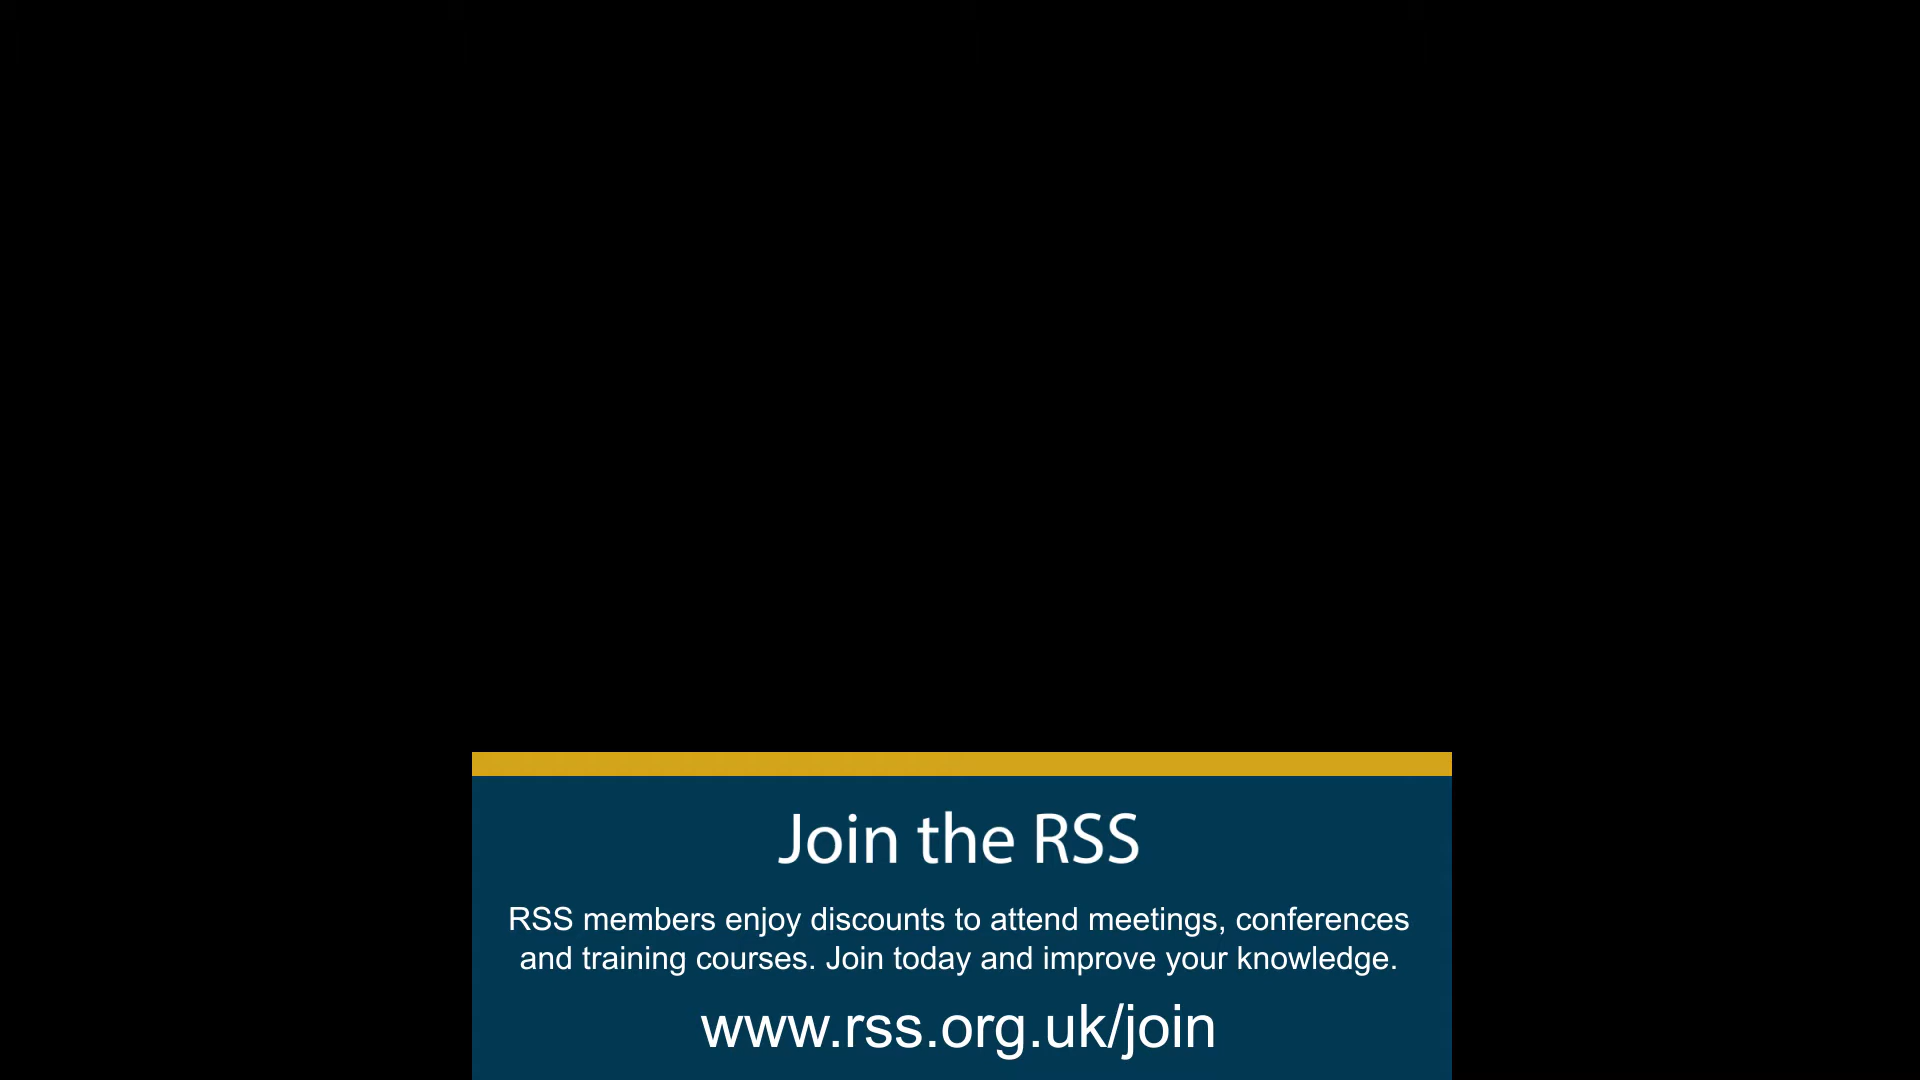 Join the RSS
RSS members enjoy discounts to attend meetings, conferences
and training courses. Join today and improve your knowledge.
www.rss.org.uk/join